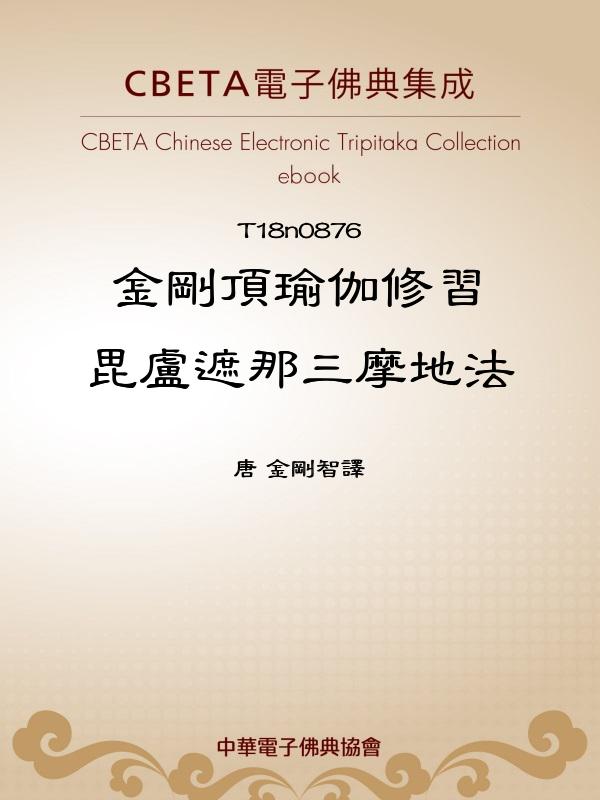 CBETA電子佛典集成
CBETA Chinese Electronic Tripitaka Collection
ebook
T18n0876
金剛頂瑜伽修習
毘盧遮那三摩地法
唐 金剛智譯
中華電子佛典協會